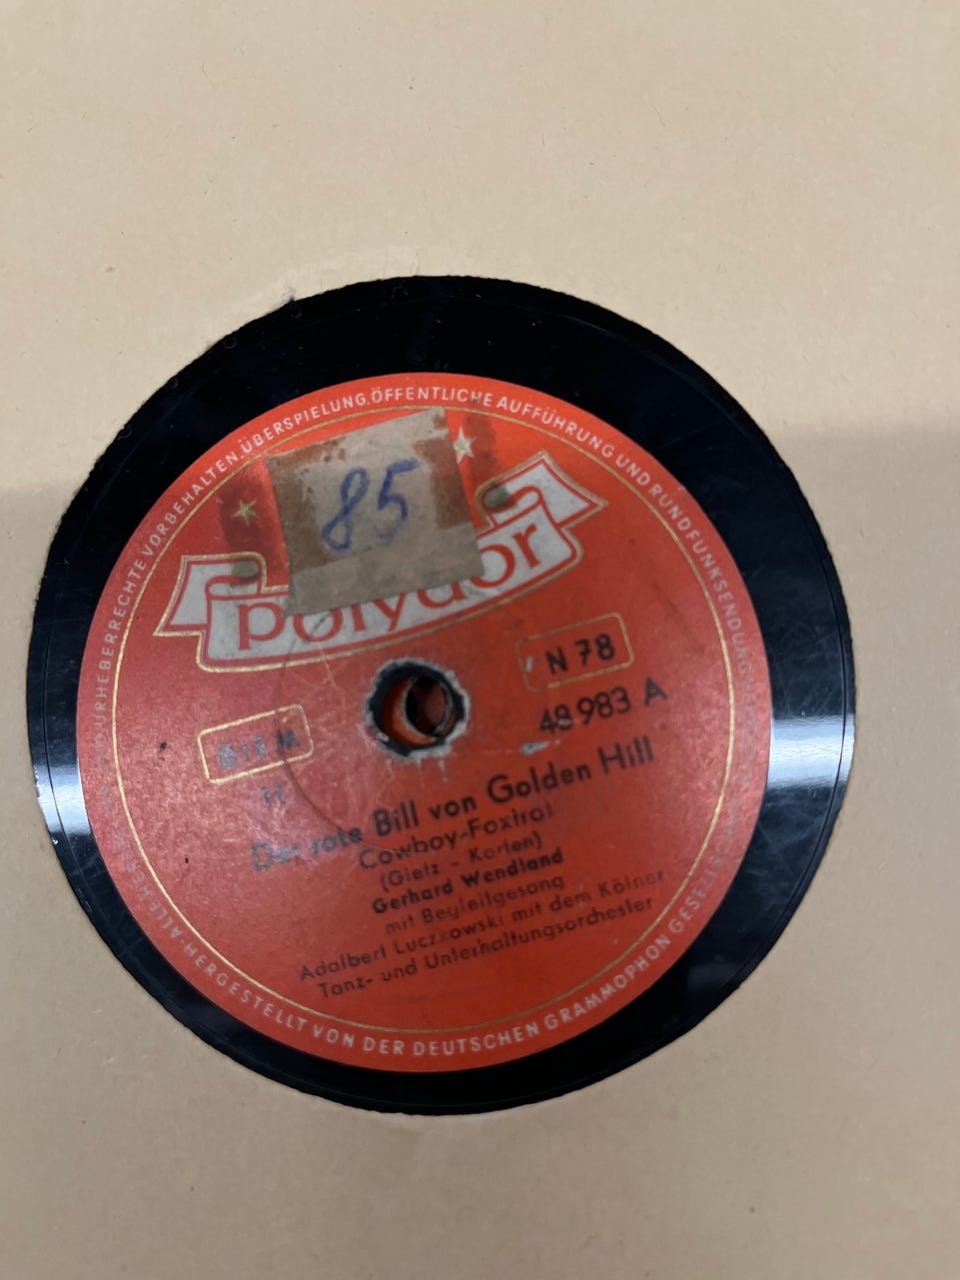 URHEBERRECHTE VORBEHALTEN. ÜBERSPIELUNG, ÖFFENTLICHE AUFFÜHRUNG UND RUNDFUNKSENDUNG
85
polydor
N 78
48983 A
BIEM
Der rote Bill von Golden Hill
Cowboy-Foxtrot
(Gietz - Korten)
Gerhard Wendland
mit Begleitgesang
Adalbert Luczkowski mit dem Kölner
Tanz- und Unterhaltungsorchester
HERGESTELLT VON DER DEUTSCHEN GRAMMOPHON GESELLSCHAFT